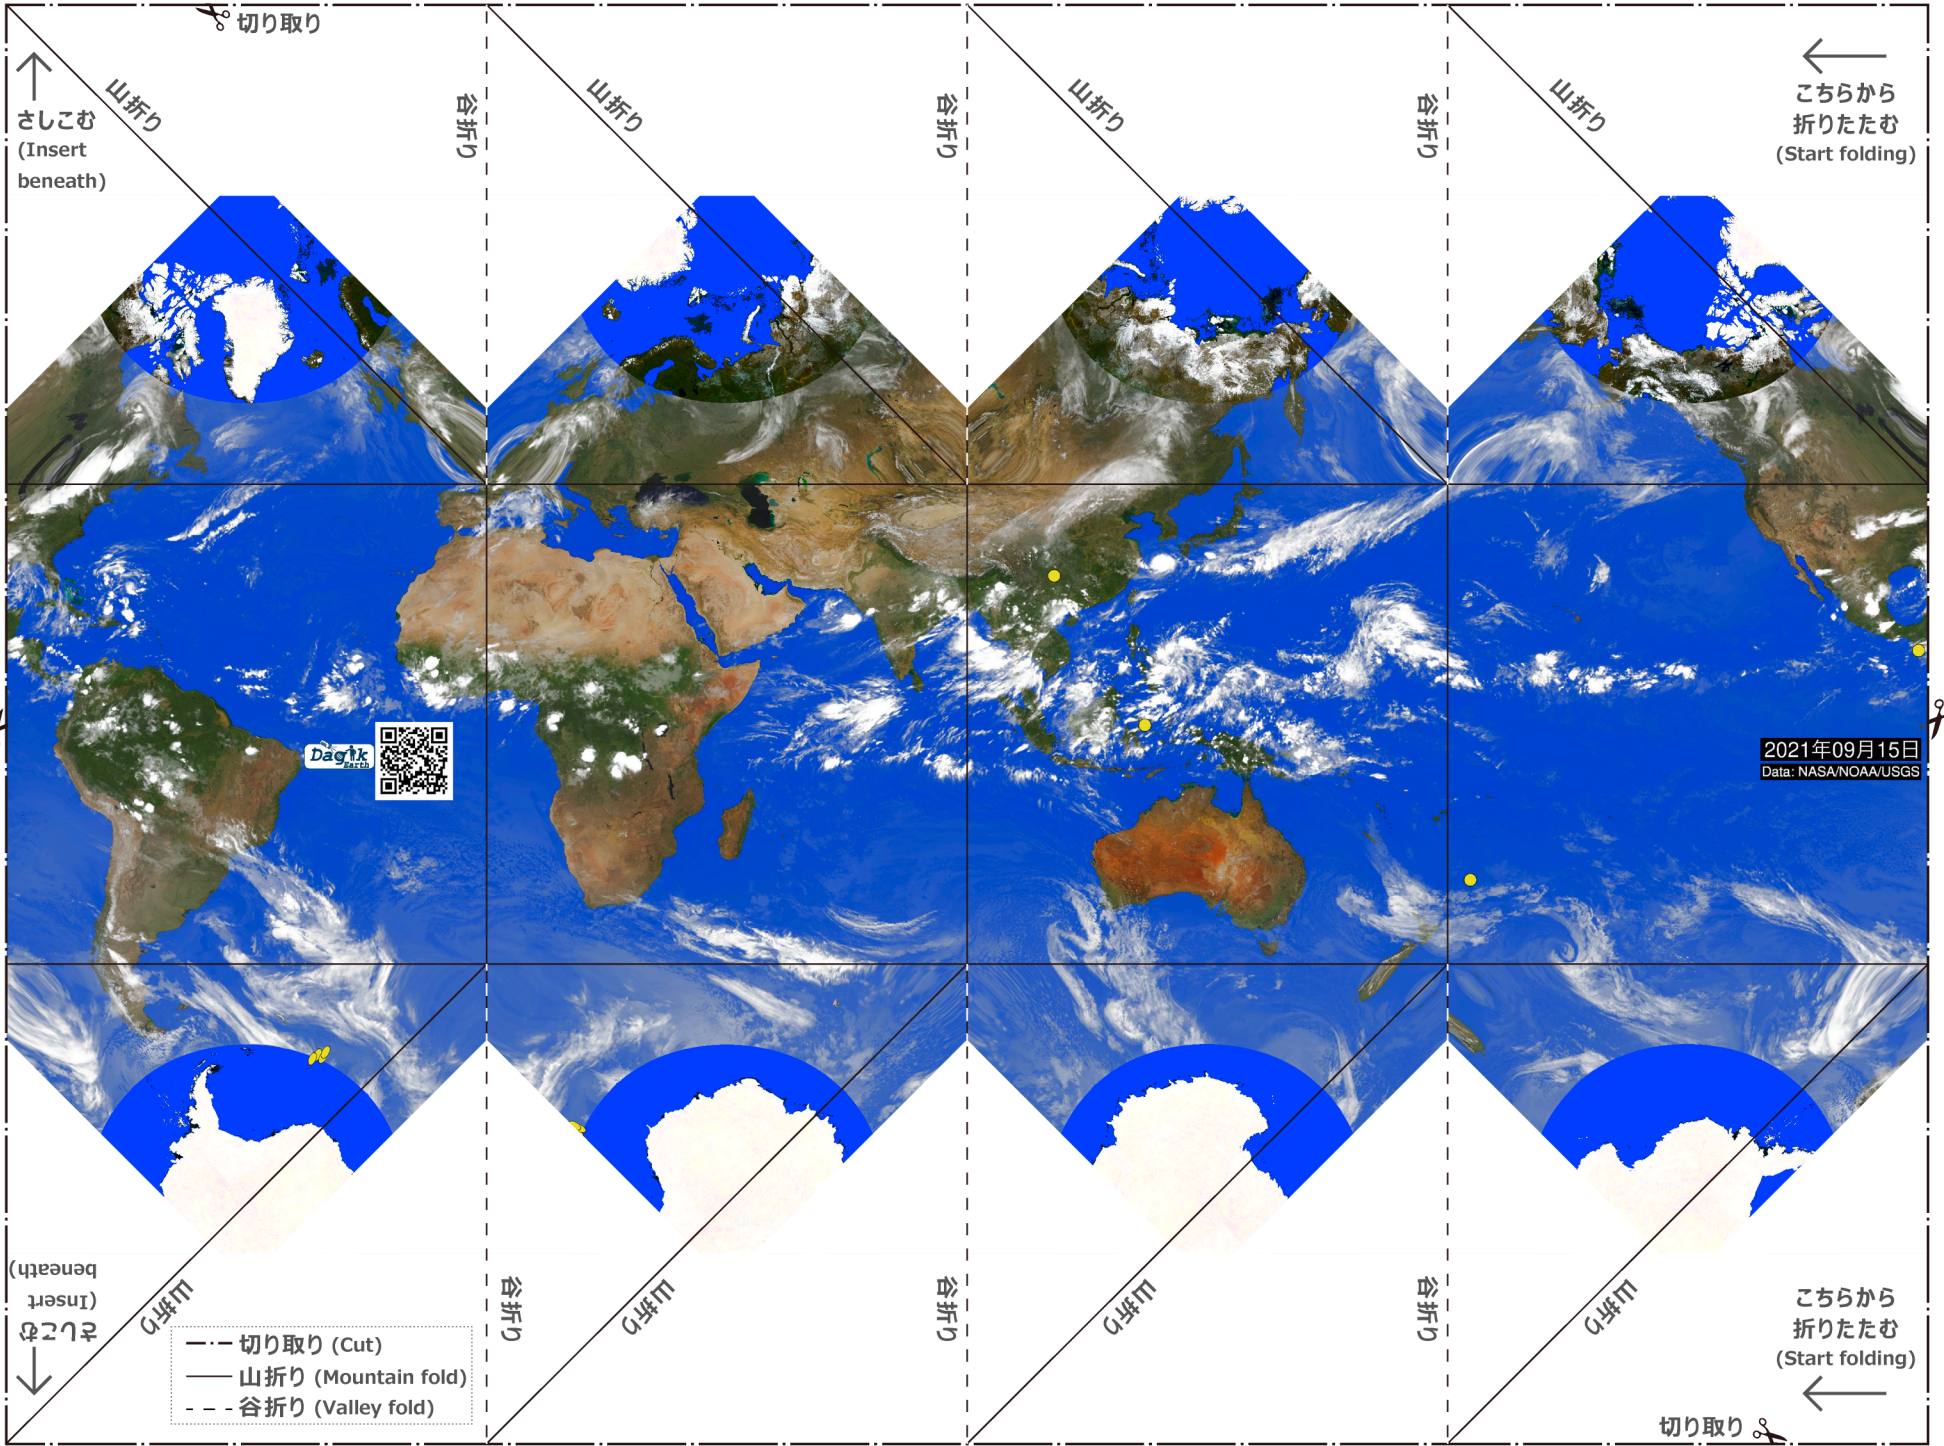 切り取り
山折り
谷折り
山折り
谷折り
山折り
谷折り
山折り
さしこむ
(Insert
beneath)
こちらから
折りたたむ
(Start folding)
Dagik
Earth
2021年09月15日
Data: NASA/NOAA/USGS
さしこむ
(Insert
beneath)
山折り
谷折り
山折り
谷折り
山折り
谷折り
山折り
こちらから
折りたたむ
(Start folding)
切り取り (Cut)
山折り (Mountain fold)
谷折り (Valley fold)
切り取り